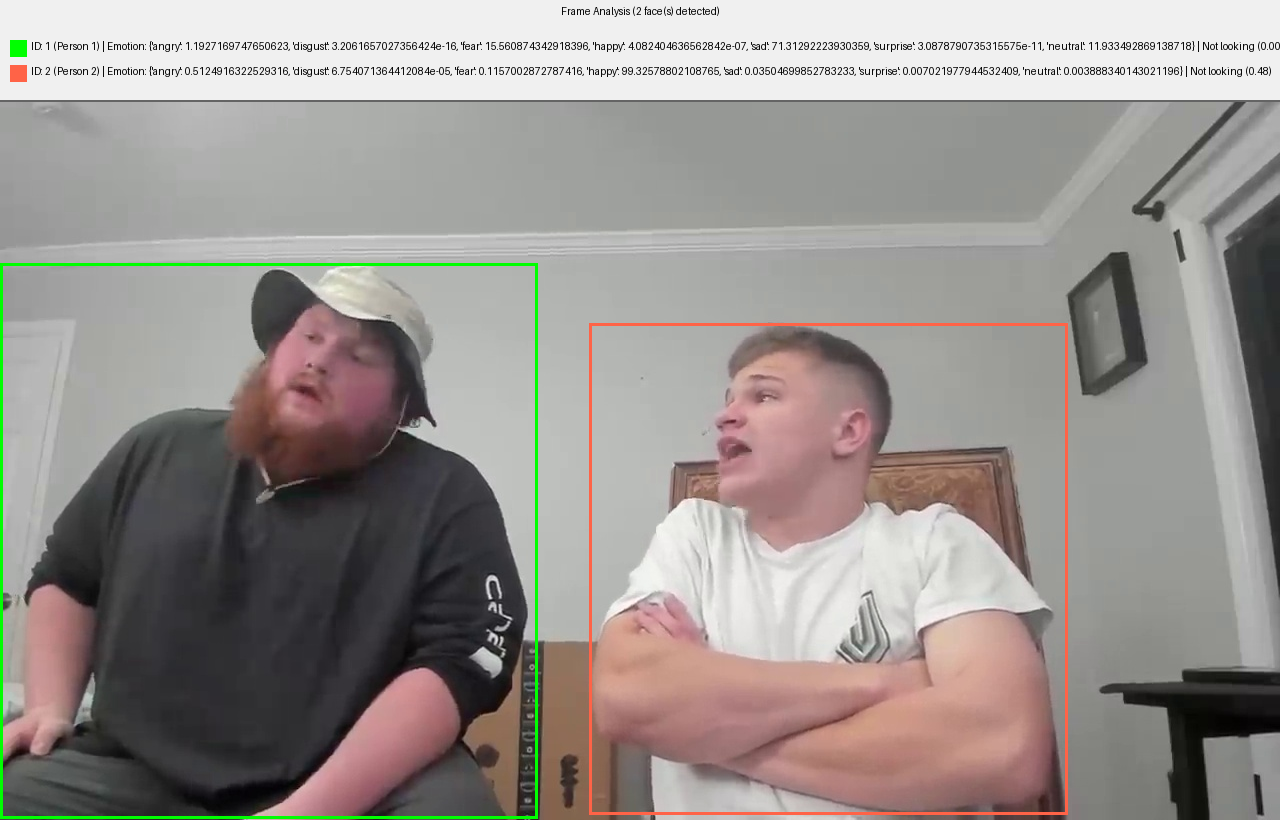 Frame Analysis (2 face(s) detected)
ID: 1 (Person 1) | Emotion: {'angry': 1.1927169747650623, 'disgust': 3.2061657027356424e-16, 'fear': 15.560874342918396, 'happy': 4.082404636562842e-07, 'sad': 71.31292223930359, 'surprise': 3.0878790735315575e-11, 'neutral': 11.933492869138718} | Not looking (0.00
ID: 2 (Person 2) | Emotion: {'angry': 0.5124916322529316, 'disgust': 6.754071364412084e-05, 'fear': 0.1157002872787416, 'happy': 99.32578802108765, 'sad': 0.03504699852783233, 'surprise': 0.007021977944532409, 'neutral': 0.003888340143021196} | Not looking (0.48)